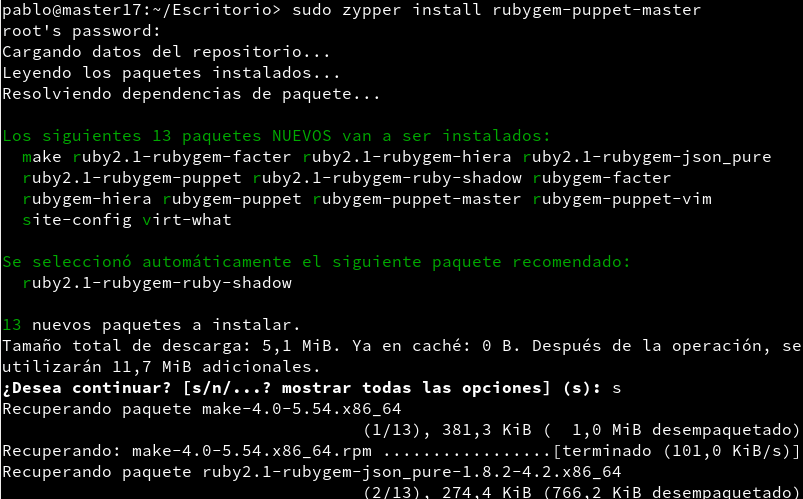 pablo@master17:~/Escritorio> sudo zypper install rubygem-puppet-master
root's password:
Cargando datos del repositorio...
Leyendo los paquetes instalados...
Resolviendo dependencias de paquete...
Los siguientes 13 paquetes NUEVOS van a ser instalados:
make ruby2.1-rubygem-facter ruby2.1-rubygem-hiera ruby2.1-rubygem-json_pure
ruby2.1-rubygem-puppet ruby2.1-rubygem-ruby-shadow rubygem-facter
rubygem-hiera rubygem-puppet rubygem-puppet-master rubygem-puppet-vim
site-config virt-what
Se seleccionó automáticamente el siguiente paquete recomendado:
ruby2.1-rubygem-ruby-shadow
13 nuevos paquetes a instalar.
Tamaño total de descarga: 5,1 MiB. Ya en caché: 0 B. Después de la operación, se
utilizarán 11,7 MiB adicionales.
¿Desea continuar? [s/n/...? mostrar todas las opciones] (s): s
Recuperando paquete make-4.0-5.54.x86_64
(1/13), 381,3 KiB (  1,0 MiB desempaquetado)
Recuperando: make-4.0-5.54.x86_64.rpm .................[terminado (101,0 KiB/s)]
Recuperando paquete ruby2.1-rubygem-json_pure-1.8.2-4.2.x86_64
(2/13), 274,4 KiB (766,2 KiB desempaquetado)